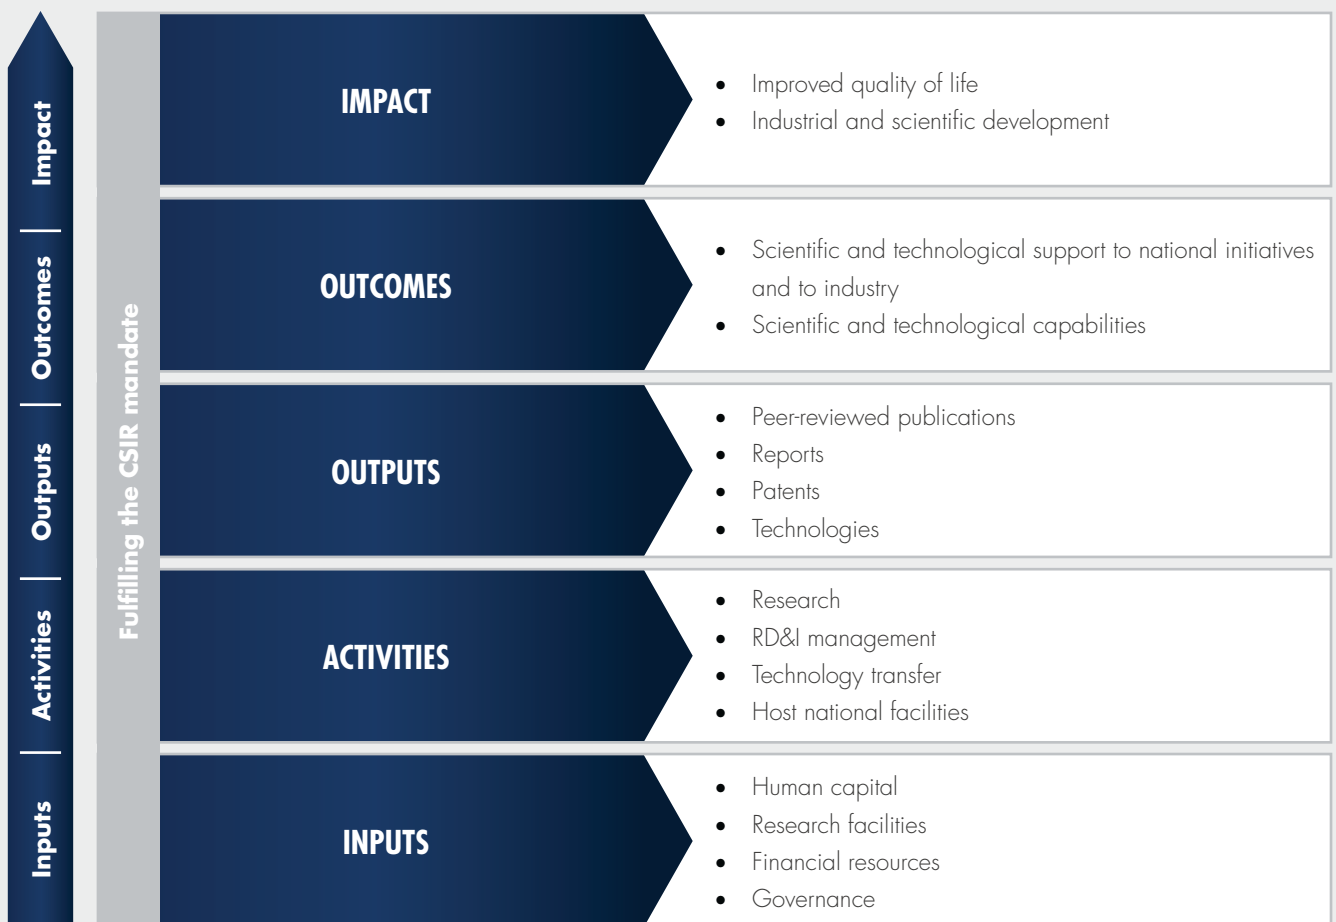 Impact
Outcomes
Outputs
Activities
Inputs
Fulfilling the CSIR mandate
IMPACT
• Improved quality of life
• Industrial and scientific development
OUTCOMES
• Scientific and technological support to national initiatives
and to industry
• Scientific and technological capabilities
OUTPUTS
• Peer-reviewed publications
• Reports
• Patents
• Technologies
ACTIVITIES
• Research
• RD&I management
• Technology transfer
• Host national facilities
INPUTS
• Human capital
• Research facilities
• Financial resources
• Governance